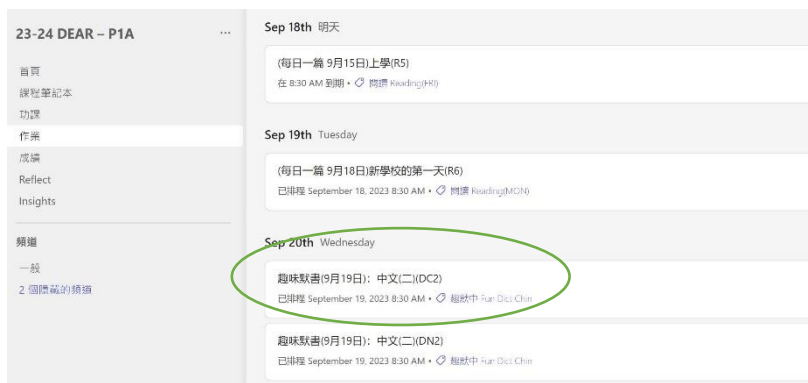 23-24 DEAR – P1A
...
首頁
課程筆記本
功課
作業
成績
Reflect
Insights
頻道
一般
2 個隱藏的頻道
Sep 18th 明天
(每日一篇 9月15日)上學(R5)
在 8:30 AM 到期 • 閱讀 Reading(FRI)
Sep 19th Tuesday
(每日一篇 9月18日)新學校的第一天(R6)
已排程 September 18, 2023 8:30 AM • 閱讀 Reading(MON)
Sep 20th Wednesday
趣味默書(9月19日)：中文(二)(DC2)
已排程 September 19, 2023 8:30 AM • 趣默中 Fun Dict Chin
趣味默書(9月19日)：中文(二)(DN2)
已排程 September 19, 2023 8:30 AM • 趣默中 Fun Dict Chin